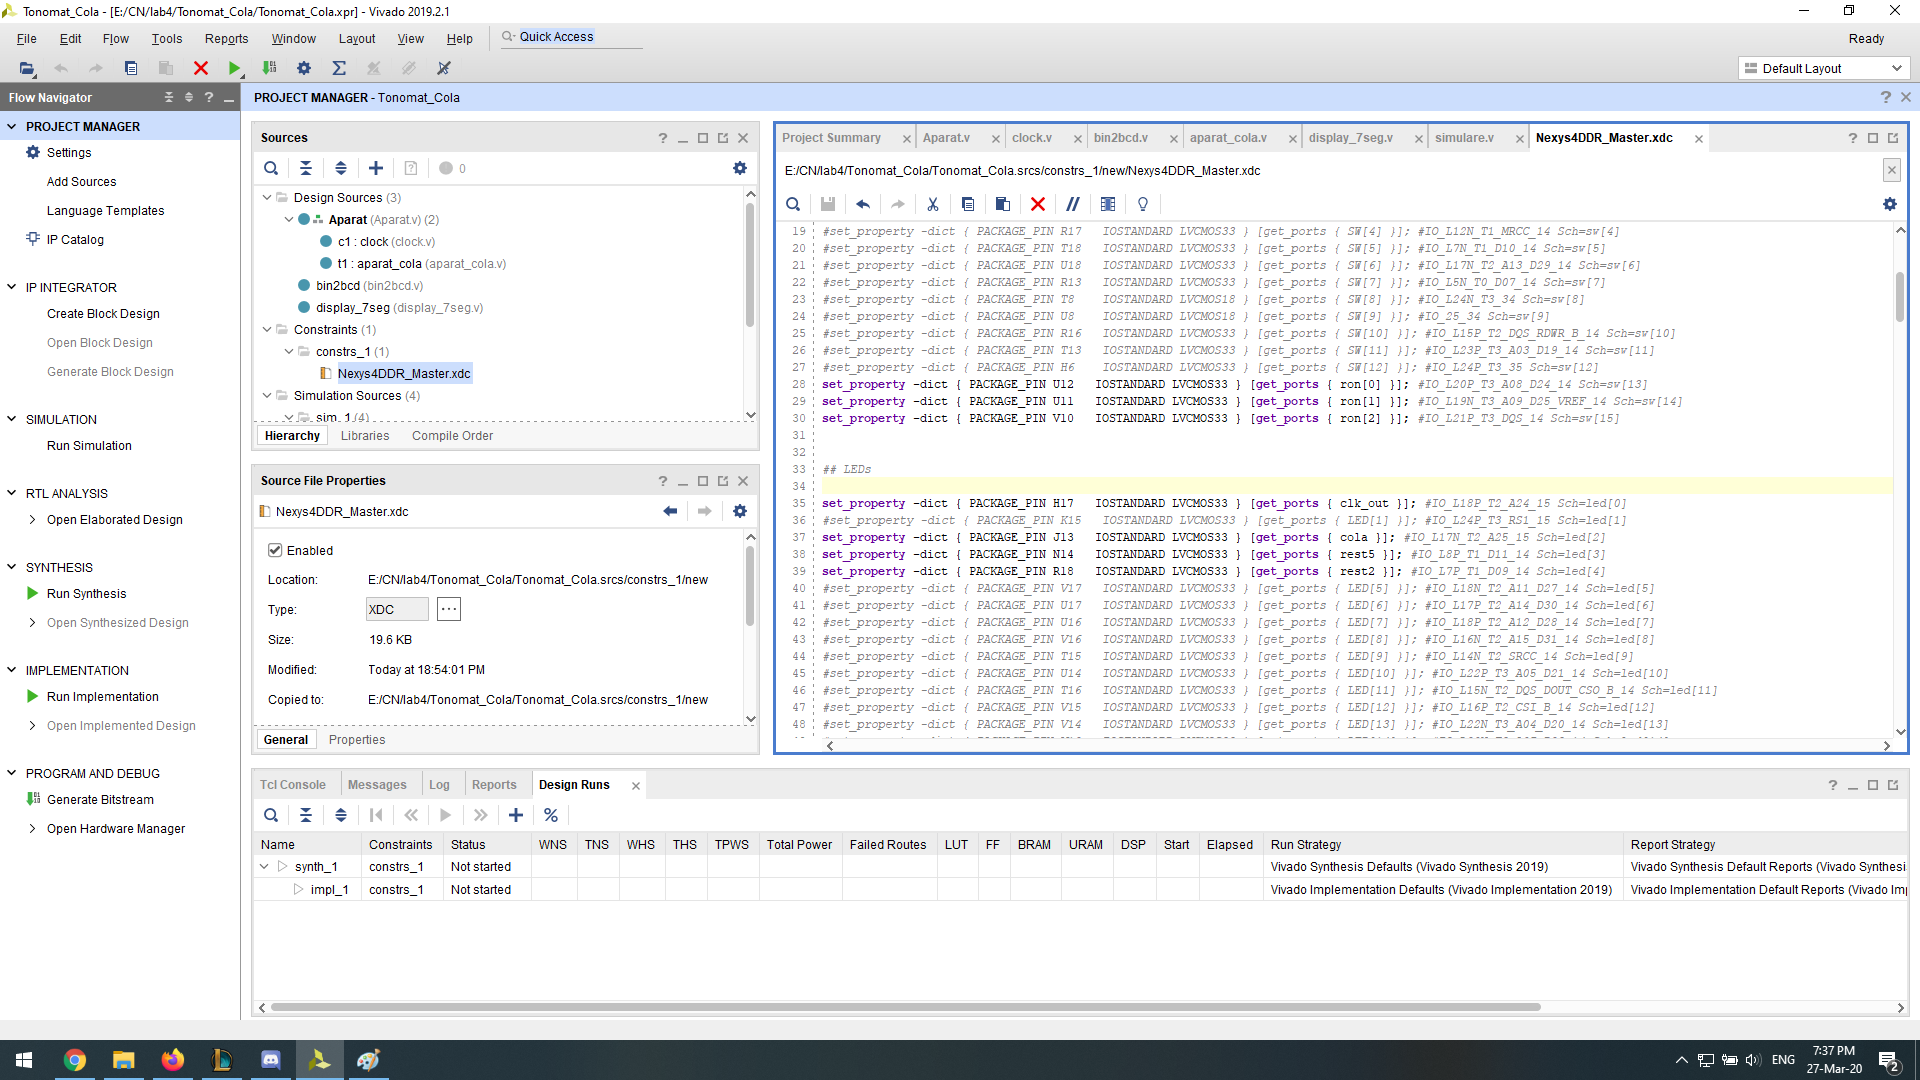 Tonomat_Cola - [E:/CN/lab4/Tonomat_Cola/Tonomat_Cola.xpr] - Vivado 2019.2.1
File Edit Flow Tools Reports Window Layout View Help Quick Access Ready
Default Layout
Flow Navigator
PROJECT MANAGER - Tonomat_Cola
PROJECT MANAGER
Settings
Add Sources
Language Templates
IP Catalog
IP INTEGRATOR
Create Block Design
Open Block Design
Generate Block Design
SIMULATION
Run Simulation
RTL ANALYSIS
Open Elaborated Design
SYNTHESIS
Run Synthesis
Open Synthesized Design
IMPLEMENTATION
Run Implementation
Open Implemented Design
PROGRAM AND DEBUG
Generate Bitstream
Open Hardware Manager
Sources
0
Design Sources (3)
Aparat (Aparat.v) (2)
c1 : clock (clock.v)
t1 : aparat_cola (aparat_cola.v)
bin2bcd (bin2bcd.v)
display_7seg (display_7seg.v)
Constraints (1)
constrs_1 (1)
Nexys4DDR_Master.xdc
Simulation Sources (4)
sim_1 (4)
Hierarchy Libraries Compile Order
Source File Properties
Nexys4DDR_Master.xdc
Enabled
Location: E:/CN/lab4/Tonomat_Cola/Tonomat_Cola.srcs/constrs_1/new
Type: XDC
Size: 19.6 KB
Modified: Today at 18:54:01 PM
Copied to: E:/CN/lab4/Tonomat_Cola/Tonomat_Cola.srcs/constrs_1/new
General Properties
Project Summary Aparat.v clock.v bin2bcd.v aparat_cola.v display_7seg.v simulare.v Nexys4DDR_Master.xdc
E:/CN/lab4/Tonomat_Cola/Tonomat_Cola.srcs/constrs_1/new/Nexys4DDR_Master.xdc
19 #set_property -dict { PACKAGE_PIN R17 IOSTANDARD LVCMOS33 } [get_ports { SW[4] }]; #IO_L12N_T1_MRCC_14 Sch=sw[4]
20 #set_property -dict { PACKAGE_PIN T18 IOSTANDARD LVCMOS33 } [get_ports { SW[5] }]; #IO_L7N_T1_D10_14 Sch=sw[5]
21 #set_property -dict { PACKAGE_PIN U18 IOSTANDARD LVCMOS33 } [get_ports { SW[6] }]; #IO_L17N_T2_A13_D29_14 Sch=sw[6]
22 #set_property -dict { PACKAGE_PIN R13 IOSTANDARD LVCMOS33 } [get_ports { SW[7] }]; #IO_L5N_T0_D07_14 Sch=sw[7]
23 #set_property -dict { PACKAGE_PIN T8 IOSTANDARD LVCMOS18 } [get_ports { SW[8] }]; #IO_L24N_T3_34 Sch=sw[8]
24 #set_property -dict { PACKAGE_PIN U8 IOSTANDARD LVCMOS18 } [get_ports { SW[9] }]; #IO_25_34 Sch=sw[9]
25 #set_property -dict { PACKAGE_PIN R16 IOSTANDARD LVCMOS33 } [get_ports { SW[10] }]; #IO_L15P_T2_DQS_RDWR_B_14 Sch=sw[10]
26 #set_property -dict { PACKAGE_PIN T13 IOSTANDARD LVCMOS33 } [get_ports { SW[11] }]; #IO_L23P_T3_A03_D19_14 Sch=sw[11]
27 #set_property -dict { PACKAGE_PIN H6 IOSTANDARD LVCMOS33 } [get_ports { SW[12] }]; #IO_L24P_T3_35 Sch=sw[12]
28 set_property -dict { PACKAGE_PIN U12 IOSTANDARD LVCMOS33 } [get_ports { ron[0] }]; #IO_L20P_T3_A08_D24_14 Sch=sw[13]
29 set_property -dict { PACKAGE_PIN U11 IOSTANDARD LVCMOS33 } [get_ports { ron[1] }]; #IO_L19N_T3_A09_D25_VREF_14 Sch=sw[14]
30 set_property -dict { PACKAGE_PIN V10 IOSTANDARD LVCMOS33 } [get_ports { ron[2] }]; #IO_L21P_T3_DQS_14 Sch=sw[15]
31
32
33 ## LEDs
34
35 set_property -dict { PACKAGE_PIN H17 IOSTANDARD LVCMOS33 } [get_ports { clk_out }]; #IO_L18P_T2_A24_15 Sch=led[0]
36 #set_property -dict { PACKAGE_PIN K15 IOSTANDARD LVCMOS33 } [get_ports { LED[1] }]; #IO_L24P_T3_RS1_15 Sch=led[1]
37 set_property -dict { PACKAGE_PIN J13 IOSTANDARD LVCMOS33 } [get_ports { cola }]; #IO_L17N_T2_A25_15 Sch=led[2]
38 set_property -dict { PACKAGE_PIN N14 IOSTANDARD LVCMOS33 } [get_ports { rest5 }]; #IO_L8P_T1_D11_14 Sch=led[3]
39 set_property -dict { PACKAGE_PIN R18 IOSTANDARD LVCMOS33 } [get_ports { rest2 }]; #IO_L7P_T1_D09_14 Sch=led[4]
40 #set_property -dict { PACKAGE_PIN V17 IOSTANDARD LVCMOS33 } [get_ports { LED[5] }]; #IO_L18N_T2_A11_D27_14 Sch=led[5]
41 #set_property -dict { PACKAGE_PIN U17 IOSTANDARD LVCMOS33 } [get_ports { LED[6] }]; #IO_L17P_T2_A14_D30_14 Sch=led[6]
42 #set_property -dict { PACKAGE_PIN U16 IOSTANDARD LVCMOS33 } [get_ports { LED[7] }]; #IO_L18P_T2_A12_D28_14 Sch=led[7]
43 #set_property -dict { PACKAGE_PIN V16 IOSTANDARD LVCMOS33 } [get_ports { LED[8] }]; #IO_L16N_T2_A15_D31_14 Sch=led[8]
44 #set_property -dict { PACKAGE_PIN T15 IOSTANDARD LVCMOS33 } [get_ports { LED[9] }]; #IO_L14N_T2_SRCC_14 Sch=led[9]
45 #set_property -dict { PACKAGE_PIN U14 IOSTANDARD LVCMOS33 } [get_ports { LED[10] }]; #IO_L22P_T3_A05_D21_14 Sch=led[10]
46 #set_property -dict { PACKAGE_PIN T16 IOSTANDARD LVCMOS33 } [get_ports { LED[11] }]; #IO_L15N_T2_DQS_DOUT_CSO_B_14 Sch=led[11]
47 #set_property -dict { PACKAGE_PIN V15 IOSTANDARD LVCMOS33 } [get_ports { LED[12] }]; #IO_L16P_T2_CSI_B_14 Sch=led[12]
48 #set_property -dict { PACKAGE_PIN V14 IOSTANDARD LVCMOS33 } [get_ports { LED[13] }]; #IO_L22N_T3_A04_D20_14 Sch=led[13]
Tcl Console Messages Log Reports Design Runs
Name Constraints Status WNS TNS WHS THS TPWS Total Power Failed Routes LUT FF BRAM URAM DSP Start Elapsed Run Strategy Report Strategy
synth_1 constrs_1 Not started Vivado Synthesis Defaults (Vivado Synthesis 2019) Vivado Synthesis Default Reports (Vivado Synthesi
impl_1 constrs_1 Not started Vivado Implementation Defaults (Vivado Implementation 2019) Vivado Implementation Default Reports (Vivado Im
ENG 7:37 PM
27-Mar-20
2